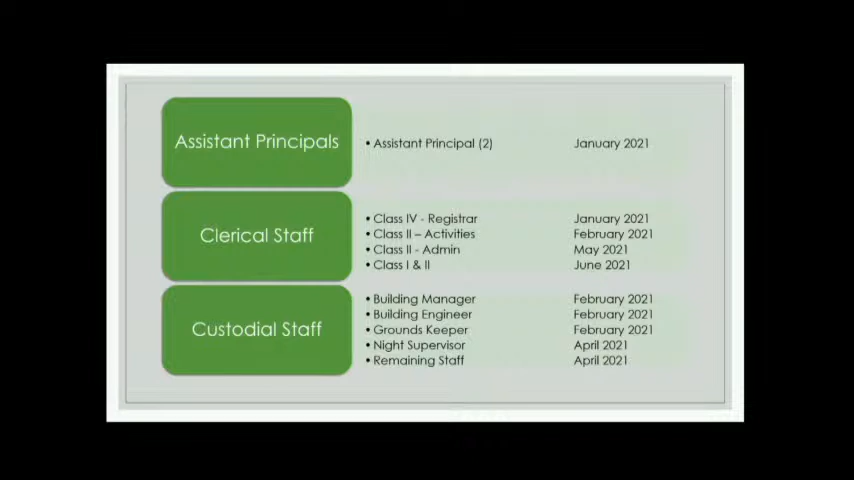 Assistant Principals
• Assistant Principal (2) January 2021
Clerical Staff
• Class IV - Registrar January 2021
• Class II – Activities February 2021
• Class II - Admin May 2021
• Class I & II June 2021
Custodial Staff
• Building Manager February 2021
• Building Engineer February 2021
• Grounds Keeper February 2021
• Night Supervisor April 2021
• Remaining Staff April 2021